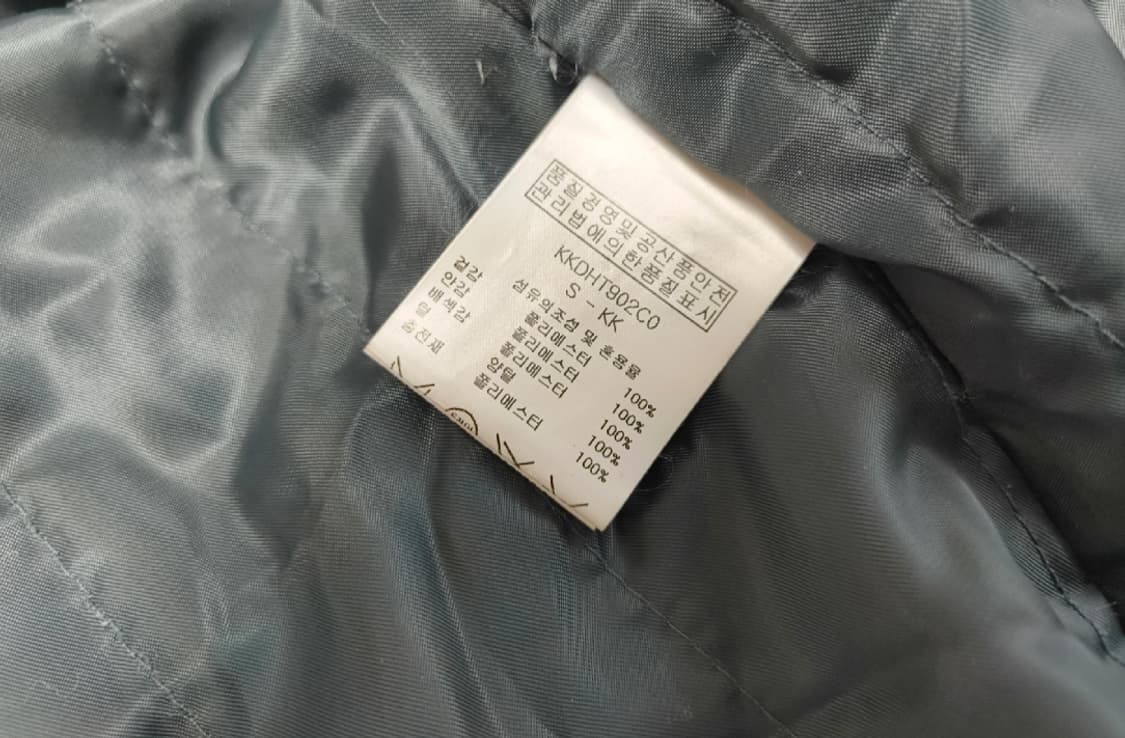 품질경영및공산품안전
관리법에의한품질표시
KKDHT902C0
S - KK
섬유의조성 및 혼용률
겉감 폴리에스터 100%
안감 폴리에스터 100%
배색감 폴리에스터 100%
털 양털 100%
충전재 폴리에스터 100%